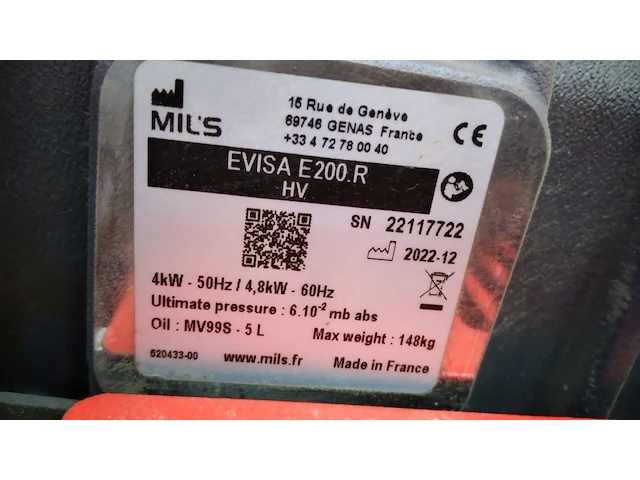 MIL'S
15 Rue de Genève
69746 GENAS France
+33 4 72 78 00 40
CE
EVISA E200.R
HV
SN 22117722
2022-12
4kW - 50Hz / 4,8kW - 60Hz
Ultimate pressure : 6.10⁻² mb abs
Oil : MV99S - 5 L
Max weight : 148kg
620433-00
www.mils.fr
Made in France